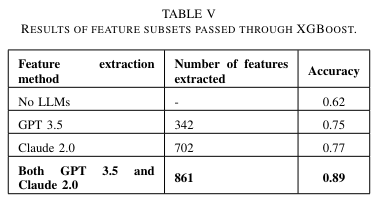 TABLE V
RESULTS OF FEATURE SUBSETS PASSED THROUGH XGBOOST.
Feature extraction method | Number of features extracted | Accuracy
No LLMs | - | 0.62
GPT 3.5 | 342 | 0.75
Claude 2.0 | 702 | 0.77
Both GPT 3.5 and Claude 2.0 | 861 | 0.89